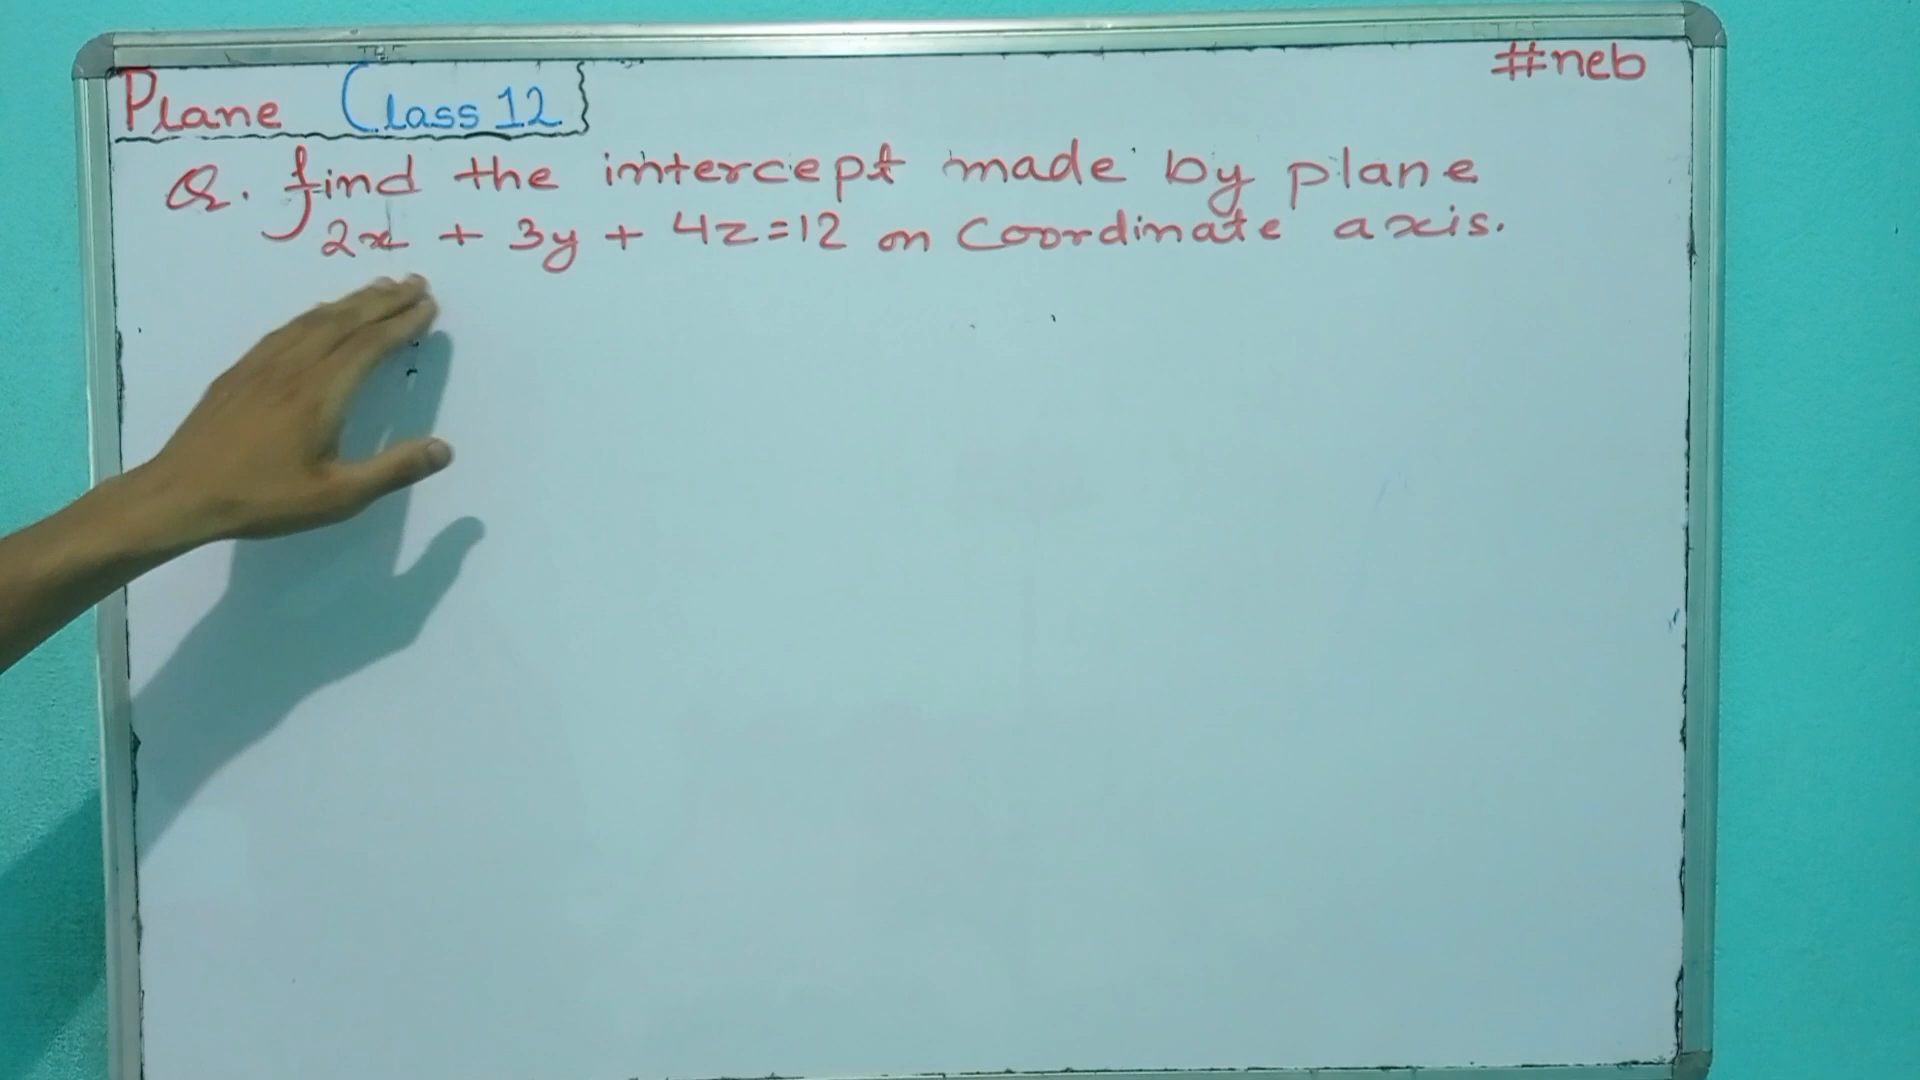 Plane Class 12
#neb
Q. find the intercept made by plane
2x + 3y + 4z=12 on Coordinate axis.